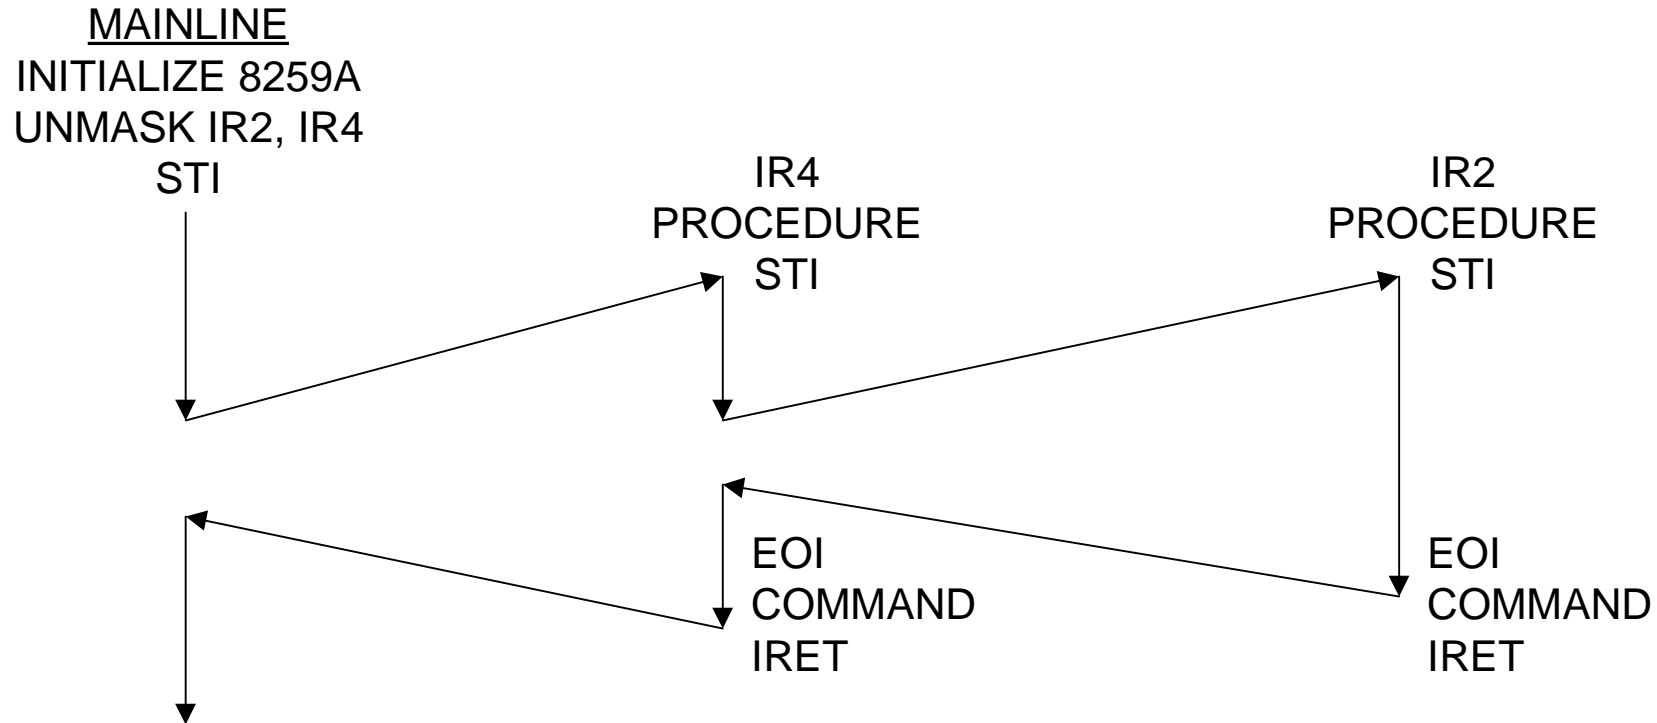 MAINLINE
INITIALIZE 8259A
UNMASK IR2, IR4
STI
IR4
PROCEDURE
STI
IR2
PROCEDURE
STI
EOI
COMMAND
IRET
EOI
COMMAND
IRET